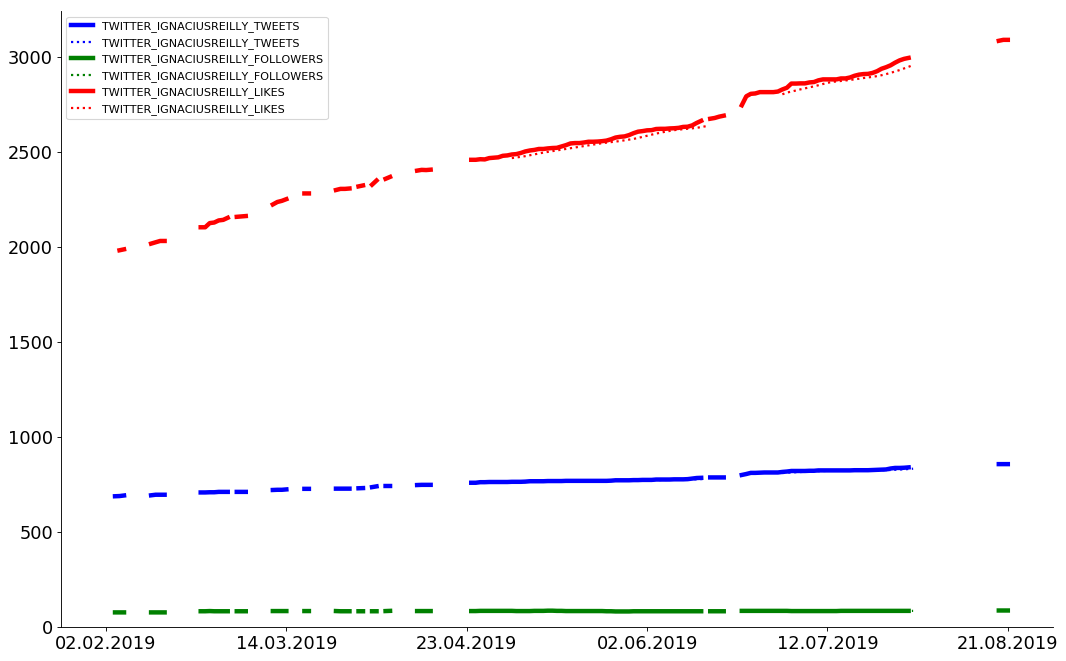 TWITTER_IGNACIUSREILLY_TWEETS
TWITTER_IGNACIUSREILLY_TWEETS
TWITTER_IGNACIUSREILLY_FOLLOWERS
TWITTER_IGNACIUSREILLY_FOLLOWERS
TWITTER_IGNACIUSREILLY_LIKES
TWITTER_IGNACIUSREILLY_LIKES
3000
2500
2000
1500
1000
500
0
02.02.2019 14.03.2019 23.04.2019 02.06.2019 12.07.2019 21.08.2019